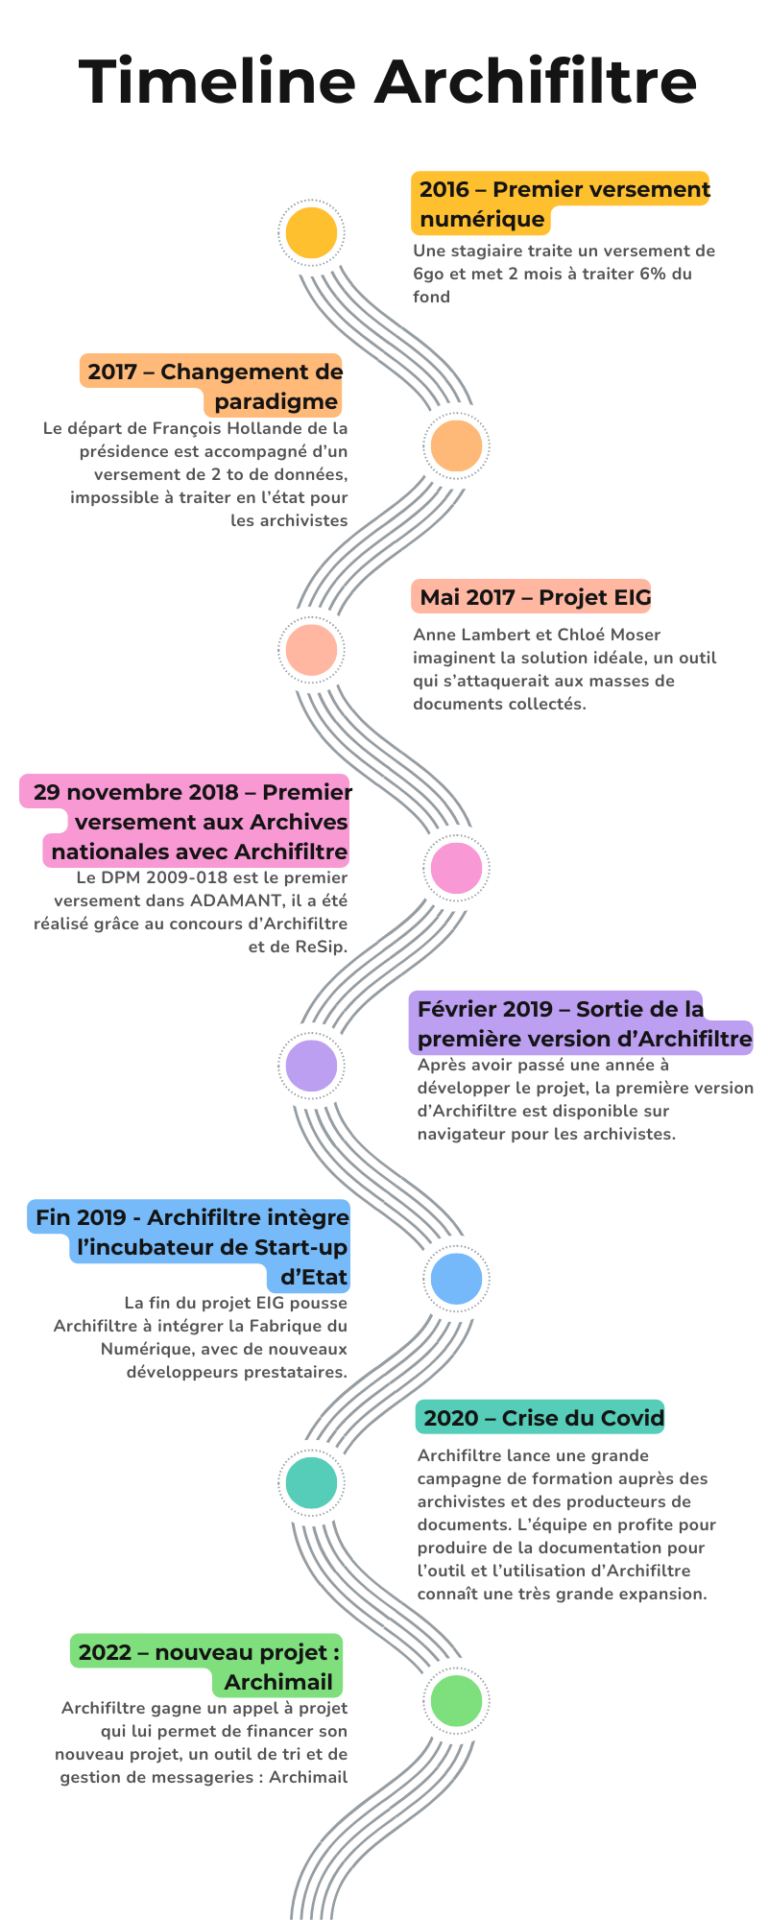 Timeline Archifiltre
2016 – Premier versement
numérique
Une stagiaire traite un versement de
6go et met 2 mois à traiter 6% du
fond
2017 – Changement de
paradigme
Le départ de François Hollande de la
présidence est accompagné d’un
versement de 2 to de données,
impossible à traiter en l’état pour
les archivistes
Mai 2017 – Projet EIG
Anne Lambert et Chloé Moser
imaginent la solution idéale, un outil
qui s’attaquerait aux masses de
documents collectés.
29 novembre 2018 – Premier
versement aux Archives
nationales avec Archifiltre
Le DPM 2009-018 est le premier
versement dans ADAMANT, il a été
réalisé grâce au concours d’Archifiltre
et de ReSip.
Février 2019 – Sortie de la
première version d’Archifiltre
Après avoir passé une année à
développer le projet, la première version
d’Archifiltre est disponible sur
navigateur pour les archivistes.
Fin 2019 - Archifiltre intègre
l’incubateur de Start-up
d’Etat
La fin du projet EIG pousse
Archifiltre à intégrer la Fabrique du
Numérique, avec de nouveaux
développeurs prestataires.
2020 – Crise du Covid
Archifiltre lance une grande
campagne de formation auprès des
archivistes et des producteurs de
documents. L’équipe en profite pour
produire de la documentation pour
l’outil et l’utilisation d’Archifiltre
connaît une très grande expansion.
2022 – nouveau projet :
Archimail
Archifiltre gagne un appel à projet
qui lui permet de financer son
nouveau projet, un outil de tri et de
gestion de messageries : Archimail